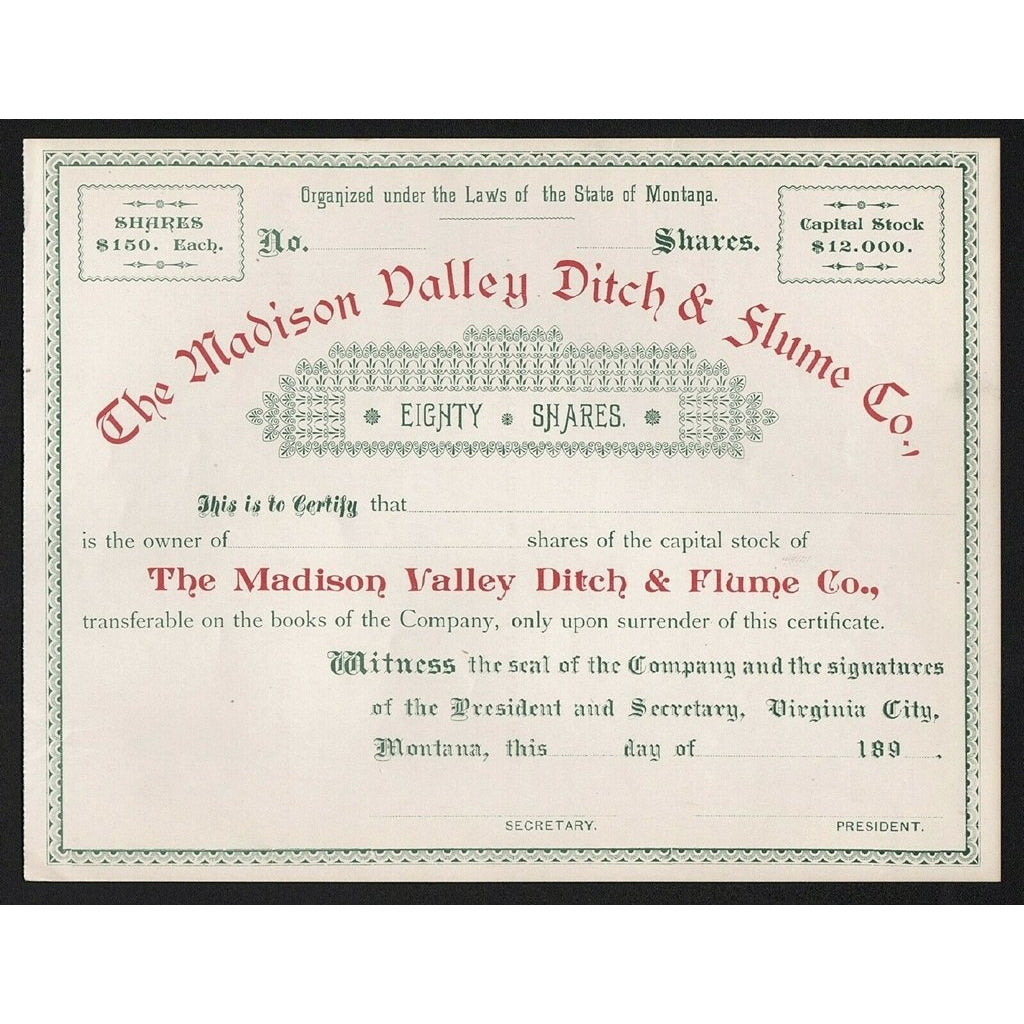 Organized under the Laws of the State of Montana.
SHARES
$150. Each.
No. Shares.
Capital Stock
$12.000.
The Madison Valley Ditch & Flume Co.,
EIGHTY SHARES.
This is to Certify that
is the owner of shares of the capital stock of
The Madison Valley Ditch & Flume Co.,
transferable on the books of the Company, only upon surrender of this certificate.
Witness the seal of the Company and the signatures
of the President and Secretary, Virginia City,
Montana, this day of 189 .
SECRETARY. PRESIDENT.